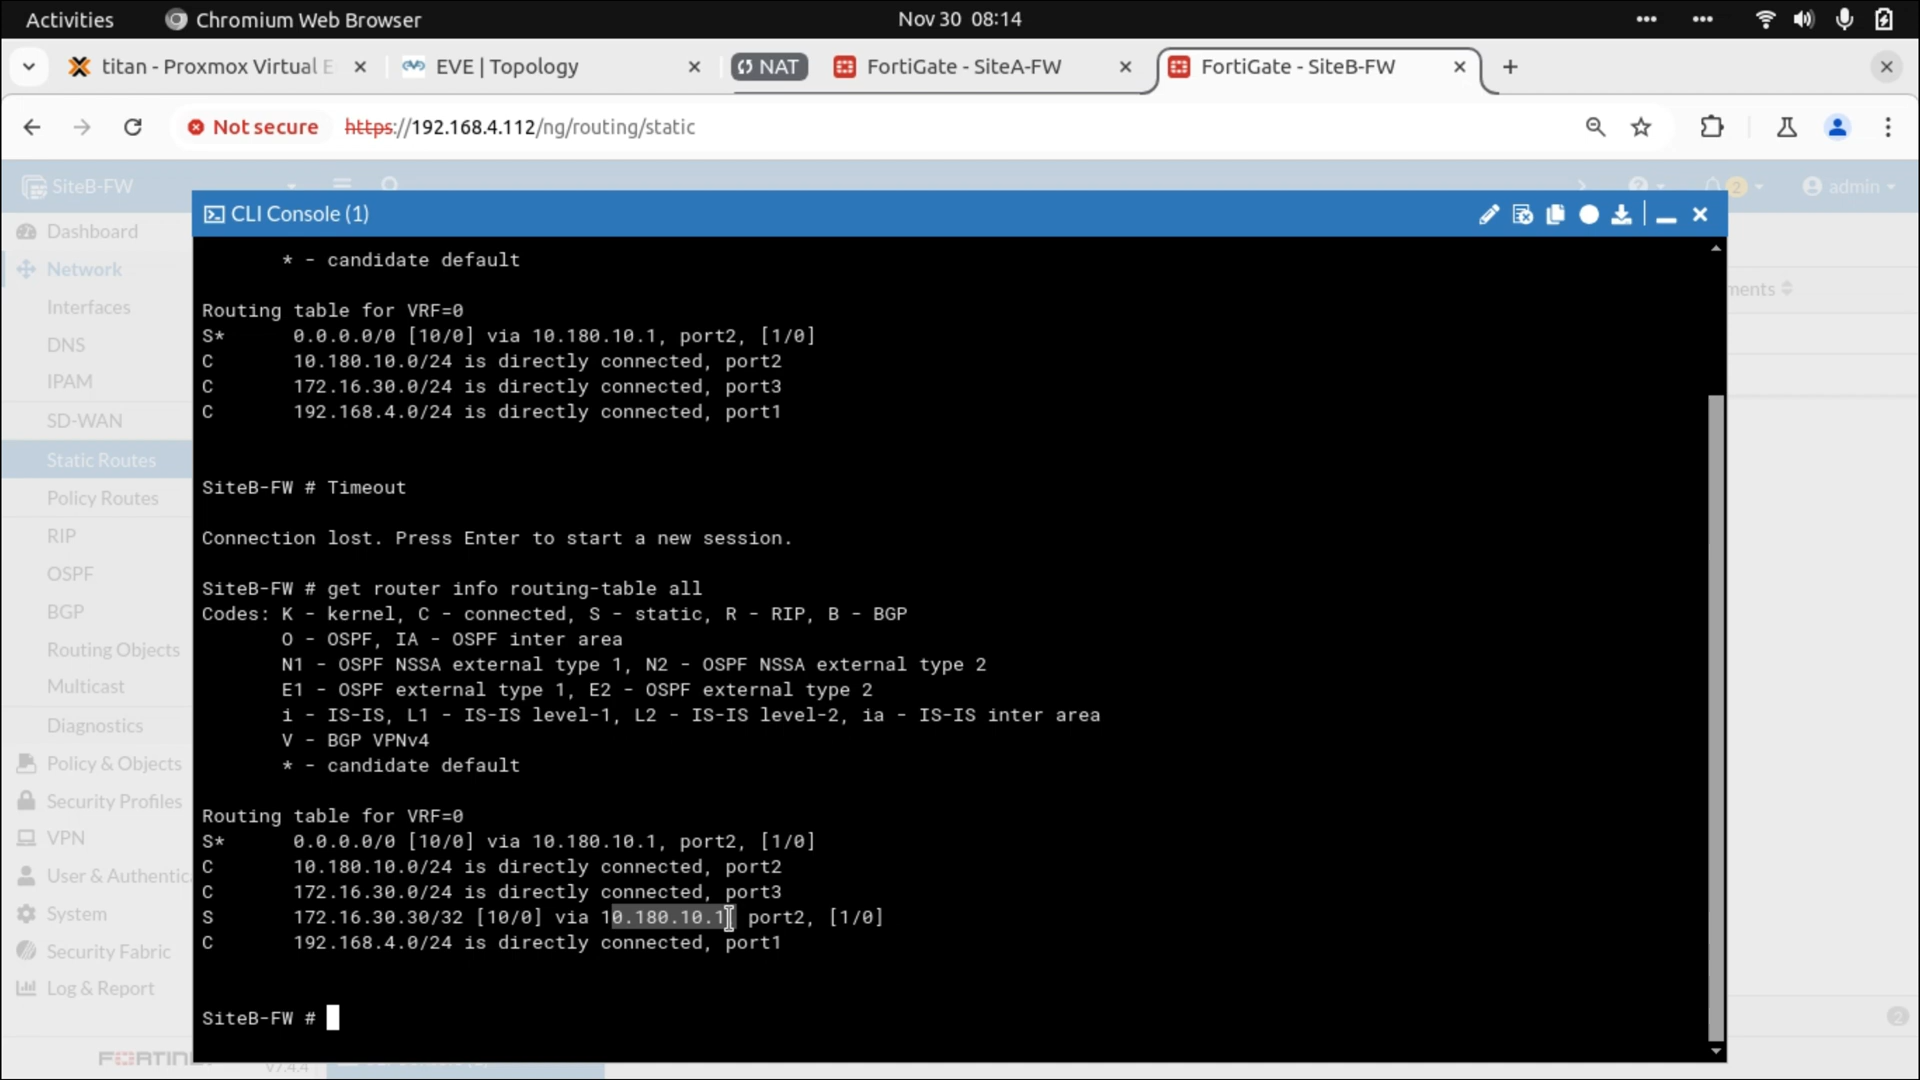 Activities Chromium Web Browser Nov 30 08:14
titan - Proxmox Virtual E EVE | Topology NAT FortiGate - SiteA-FW FortiGate - SiteB-FW
Not secure https://192.168.4.112/ng/routing/static
SiteB-FW 2 admin
CLI Console (1)
Dashboard
Network
Interfaces
DNS
IPAM
SD-WAN
Static Routes
Policy Routes
RIP
OSPF
BGP
Routing Objects
Multicast
Diagnostics
Policy & Objects
Security Profiles
VPN
User & Authentic
System
Security Fabric
Log & Report
v7.4.4
ments
2
* - candidate default
Routing table for VRF=0
S* 0.0.0.0/0 [10/0] via 10.180.10.1, port2, [1/0]
C 10.180.10.0/24 is directly connected, port2
C 172.16.30.0/24 is directly connected, port3
C 192.168.4.0/24 is directly connected, port1
SiteB-FW # Timeout
Connection lost. Press Enter to start a new session.
SiteB-FW # get router info routing-table all
Codes: K - kernel, C - connected, S - static, R - RIP, B - BGP
O - OSPF, IA - OSPF inter area
N1 - OSPF NSSA external type 1, N2 - OSPF NSSA external type 2
E1 - OSPF external type 1, E2 - OSPF external type 2
i - IS-IS, L1 - IS-IS level-1, L2 - IS-IS level-2, ia - IS-IS inter area
V - BGP VPNv4
* - candidate default
Routing table for VRF=0
S* 0.0.0.0/0 [10/0] via 10.180.10.1, port2, [1/0]
C 10.180.10.0/24 is directly connected, port2
C 172.16.30.0/24 is directly connected, port3
S 172.16.30.30/32 [10/0] via 10.180.10.1, port2, [1/0]
C 192.168.4.0/24 is directly connected, port1
SiteB-FW #